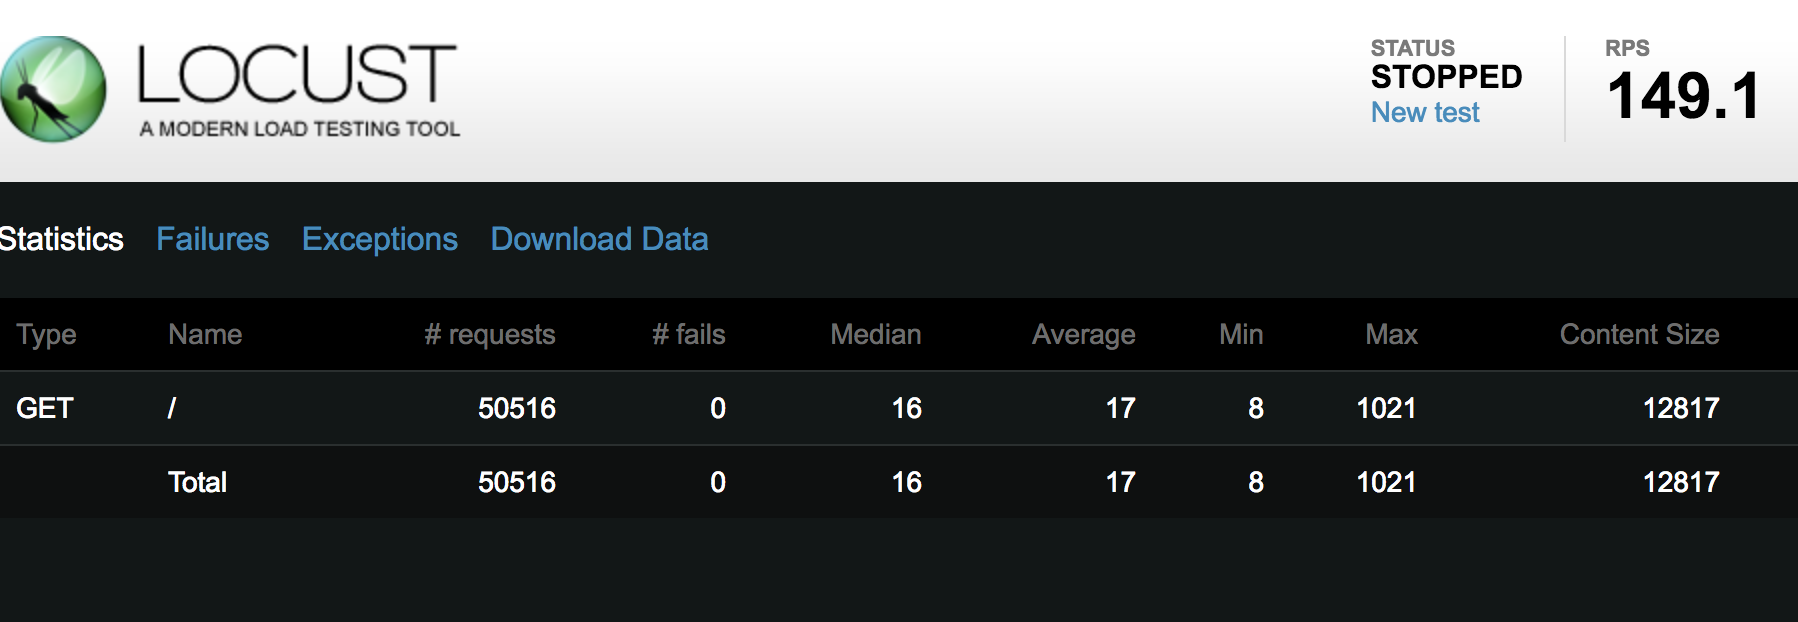 LOCUST
A MODERN LOAD TESTING TOOL
STATUS
STOPPED
New test
RPS
149.1
Statistics Failures Exceptions Download Data
Type Name # requests # fails Median Average Min Max Content Size
GET / 50516 0 16 17 8 1021 12817
Total 50516 0 16 17 8 1021 12817